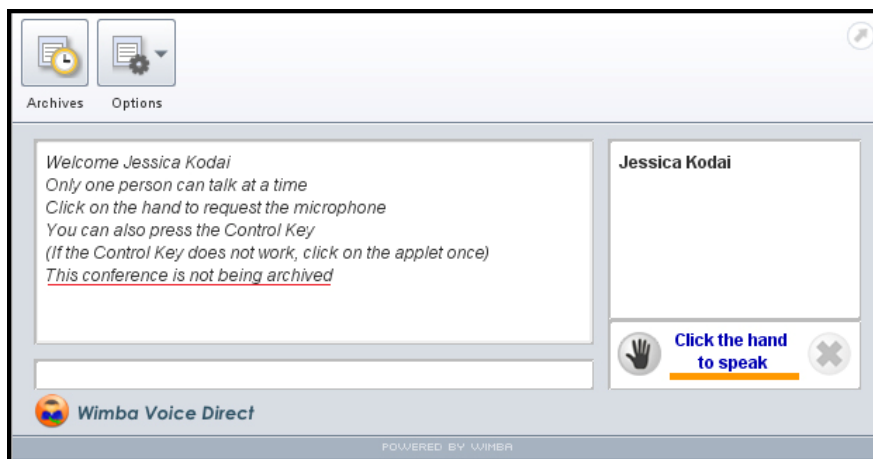 Archives
Options
Welcome Jessica Kodai
Only one person can talk at a time
Click on the hand to request the microphone
You can also press the Control Key
(If the Control Key does not work, click on the applet once)
This conference is not being archived
Jessica Kodai
Click the hand
to speak
Wimba Voice Direct
POWERED BY WIMBA